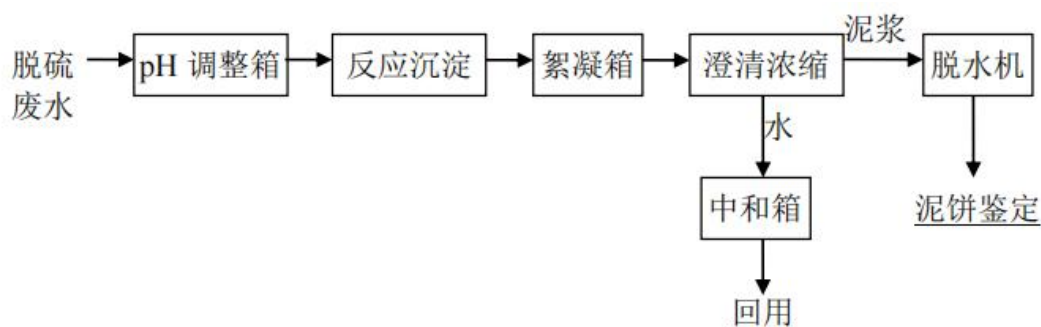 脱硫
废水
pH 调整箱
反应沉淀
絮凝箱
澄清浓缩
泥浆
脱水机
水
中和箱
泥饼鉴定
回用